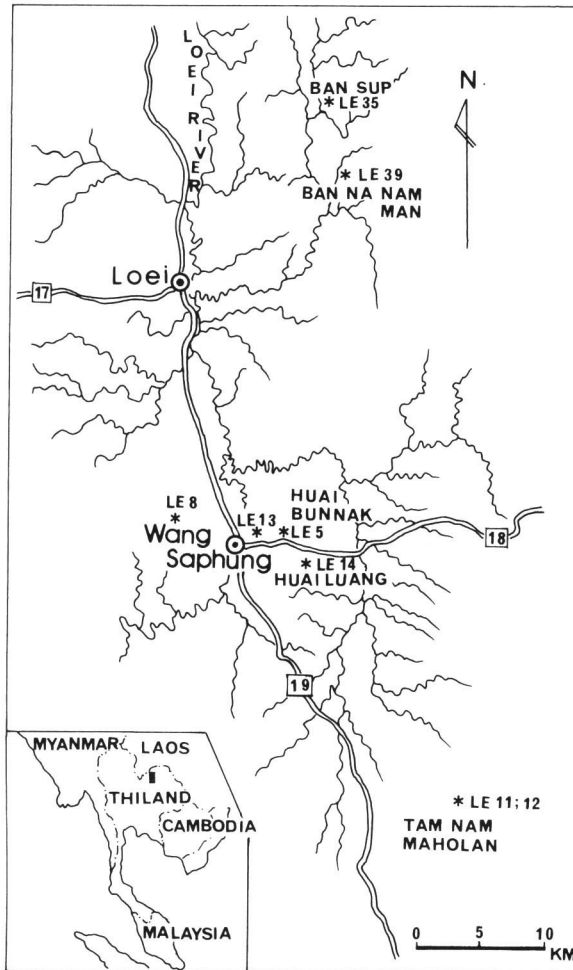 LOEI RIVER
BAN SUP
* LE 35
N
* LE 39
BAN NA NAM
MAN
Loei
17
LE 8
*
HUAI
BUNNAK
LE 13
*
* LE 5
Wang
Saphung
18
* LE 14
HUAI LUANG
19
MYANMAR
LAOS
THILAND
CAMBODIA
MALAYSIA
* LE 11; 12
TAM NAM
MAHOLAN
0 5 10
KM